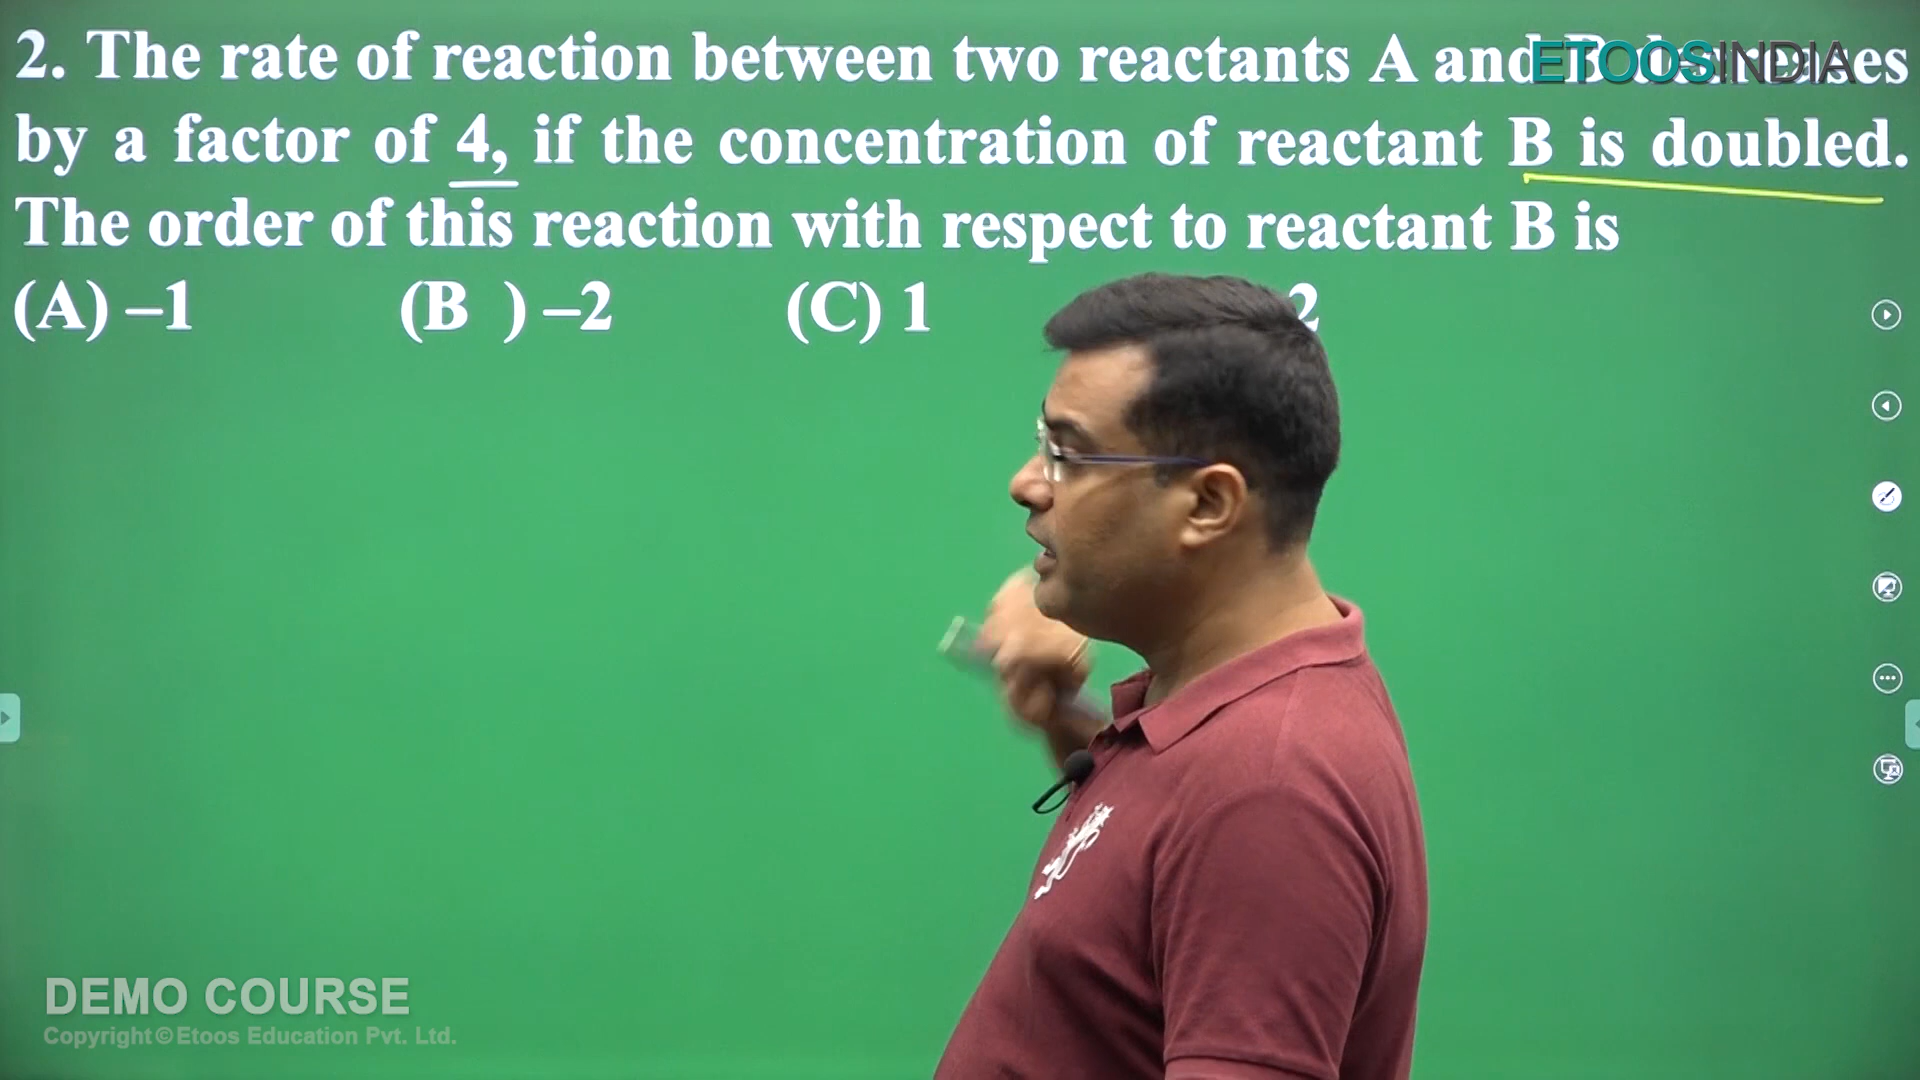 2. The rate of reaction between two reactants A and B decreases
ETOOSINDIA
by a factor of 4, if the concentration of reactant B is doubled.
The order of this reaction with respect to reactant B is
(A) –1 (B ) –2 (C) 1 2
DEMO COURSE
Copyright © Etoos Education Pvt. Ltd.